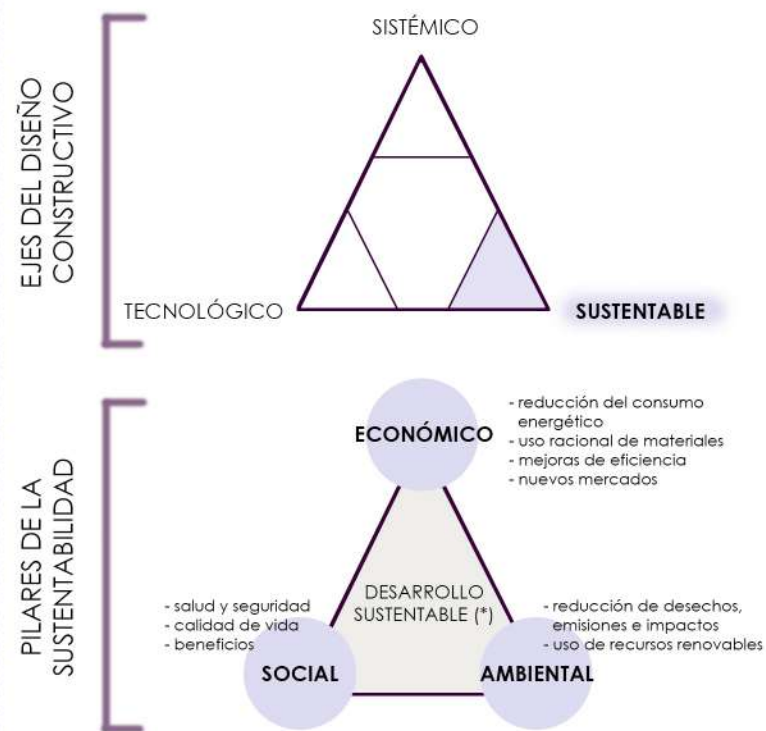 EJES DEL DISEÑO
CONSTRUCTIVO
SISTÉMICO
TECNOLÓGICO
SUSTENTABLE
PILARES DE LA
SUSTENTABILIDAD
ECONÓMICO
- reducción del consumo
energético
- uso racional de materiales
- mejoras de eficiencia
- nuevos mercados
DESARROLLO
SUSTENTABLE (*)
- salud y seguridad
- calidad de vida
- beneficios
SOCIAL
- reducción de desechos,
emisiones e impactos
- uso de recursos renovables
AMBIENTAL